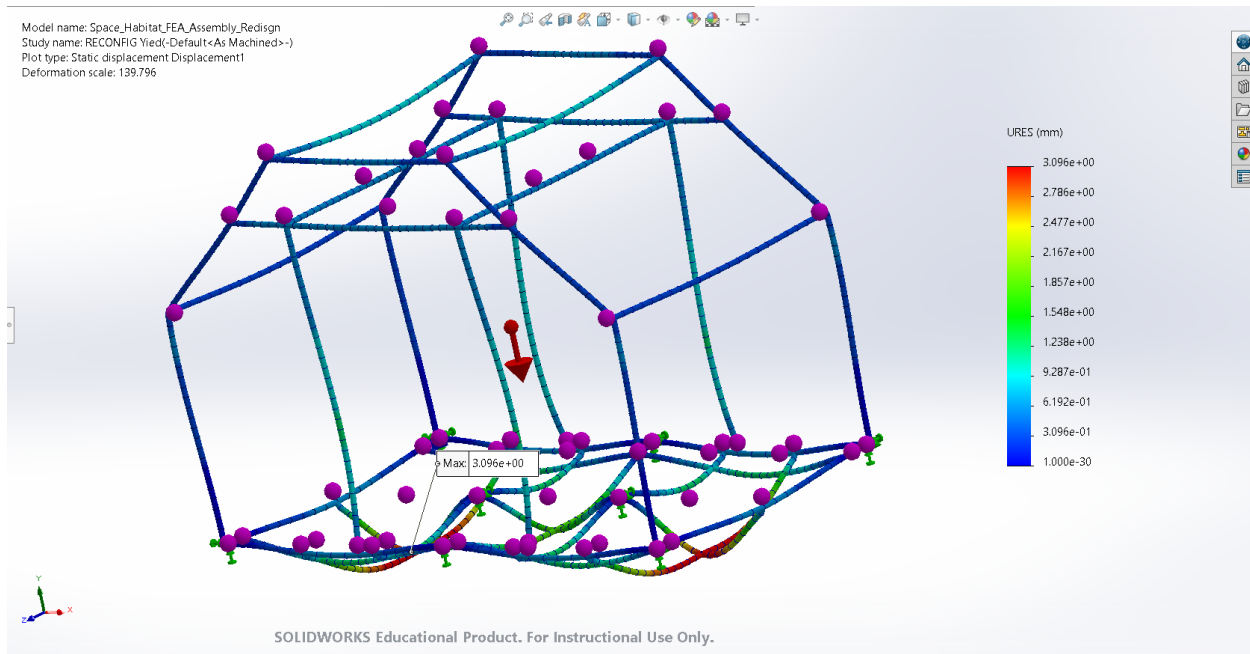 Model name: Space_Habitat_FEA_Assembly_Redisgn
Study name: RECONFIG Yied(-Default<As Machined>-)
Plot type: Static displacement Displacement1
Deformation scale: 139.796
URES (mm)
3.096e+00
2.786e+00
2.477e+00
2.167e+00
1.857e+00
1.548e+00
1.238e+00
9.287e-01
6.192e-01
3.096e-01
1.000e-30
Max: 3.096e+00
Y
X
Z
SOLIDWORKS Educational Product. For Instructional Use Only.